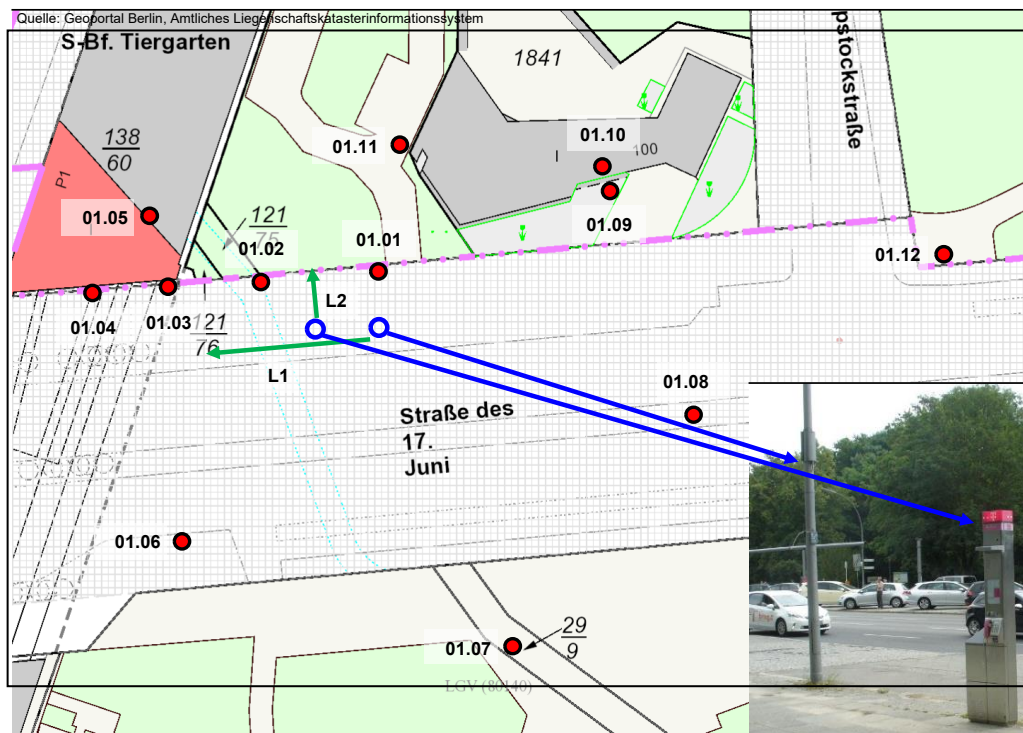 Quelle: Geoportal Berlin, Amtliches Liegenschaftskatasterinformationssystem
S-Bf. Tiergarten
1841
pstockstraße
138
60
P1
01.11
01.10
I
100
01.05
121
75
01.09
01.02
01.01
01.12
L2
01.04
01.03
121
76
L1
01.08
Straße des
17.
Juni
01.06
01.07
29
9
LGV (80140)